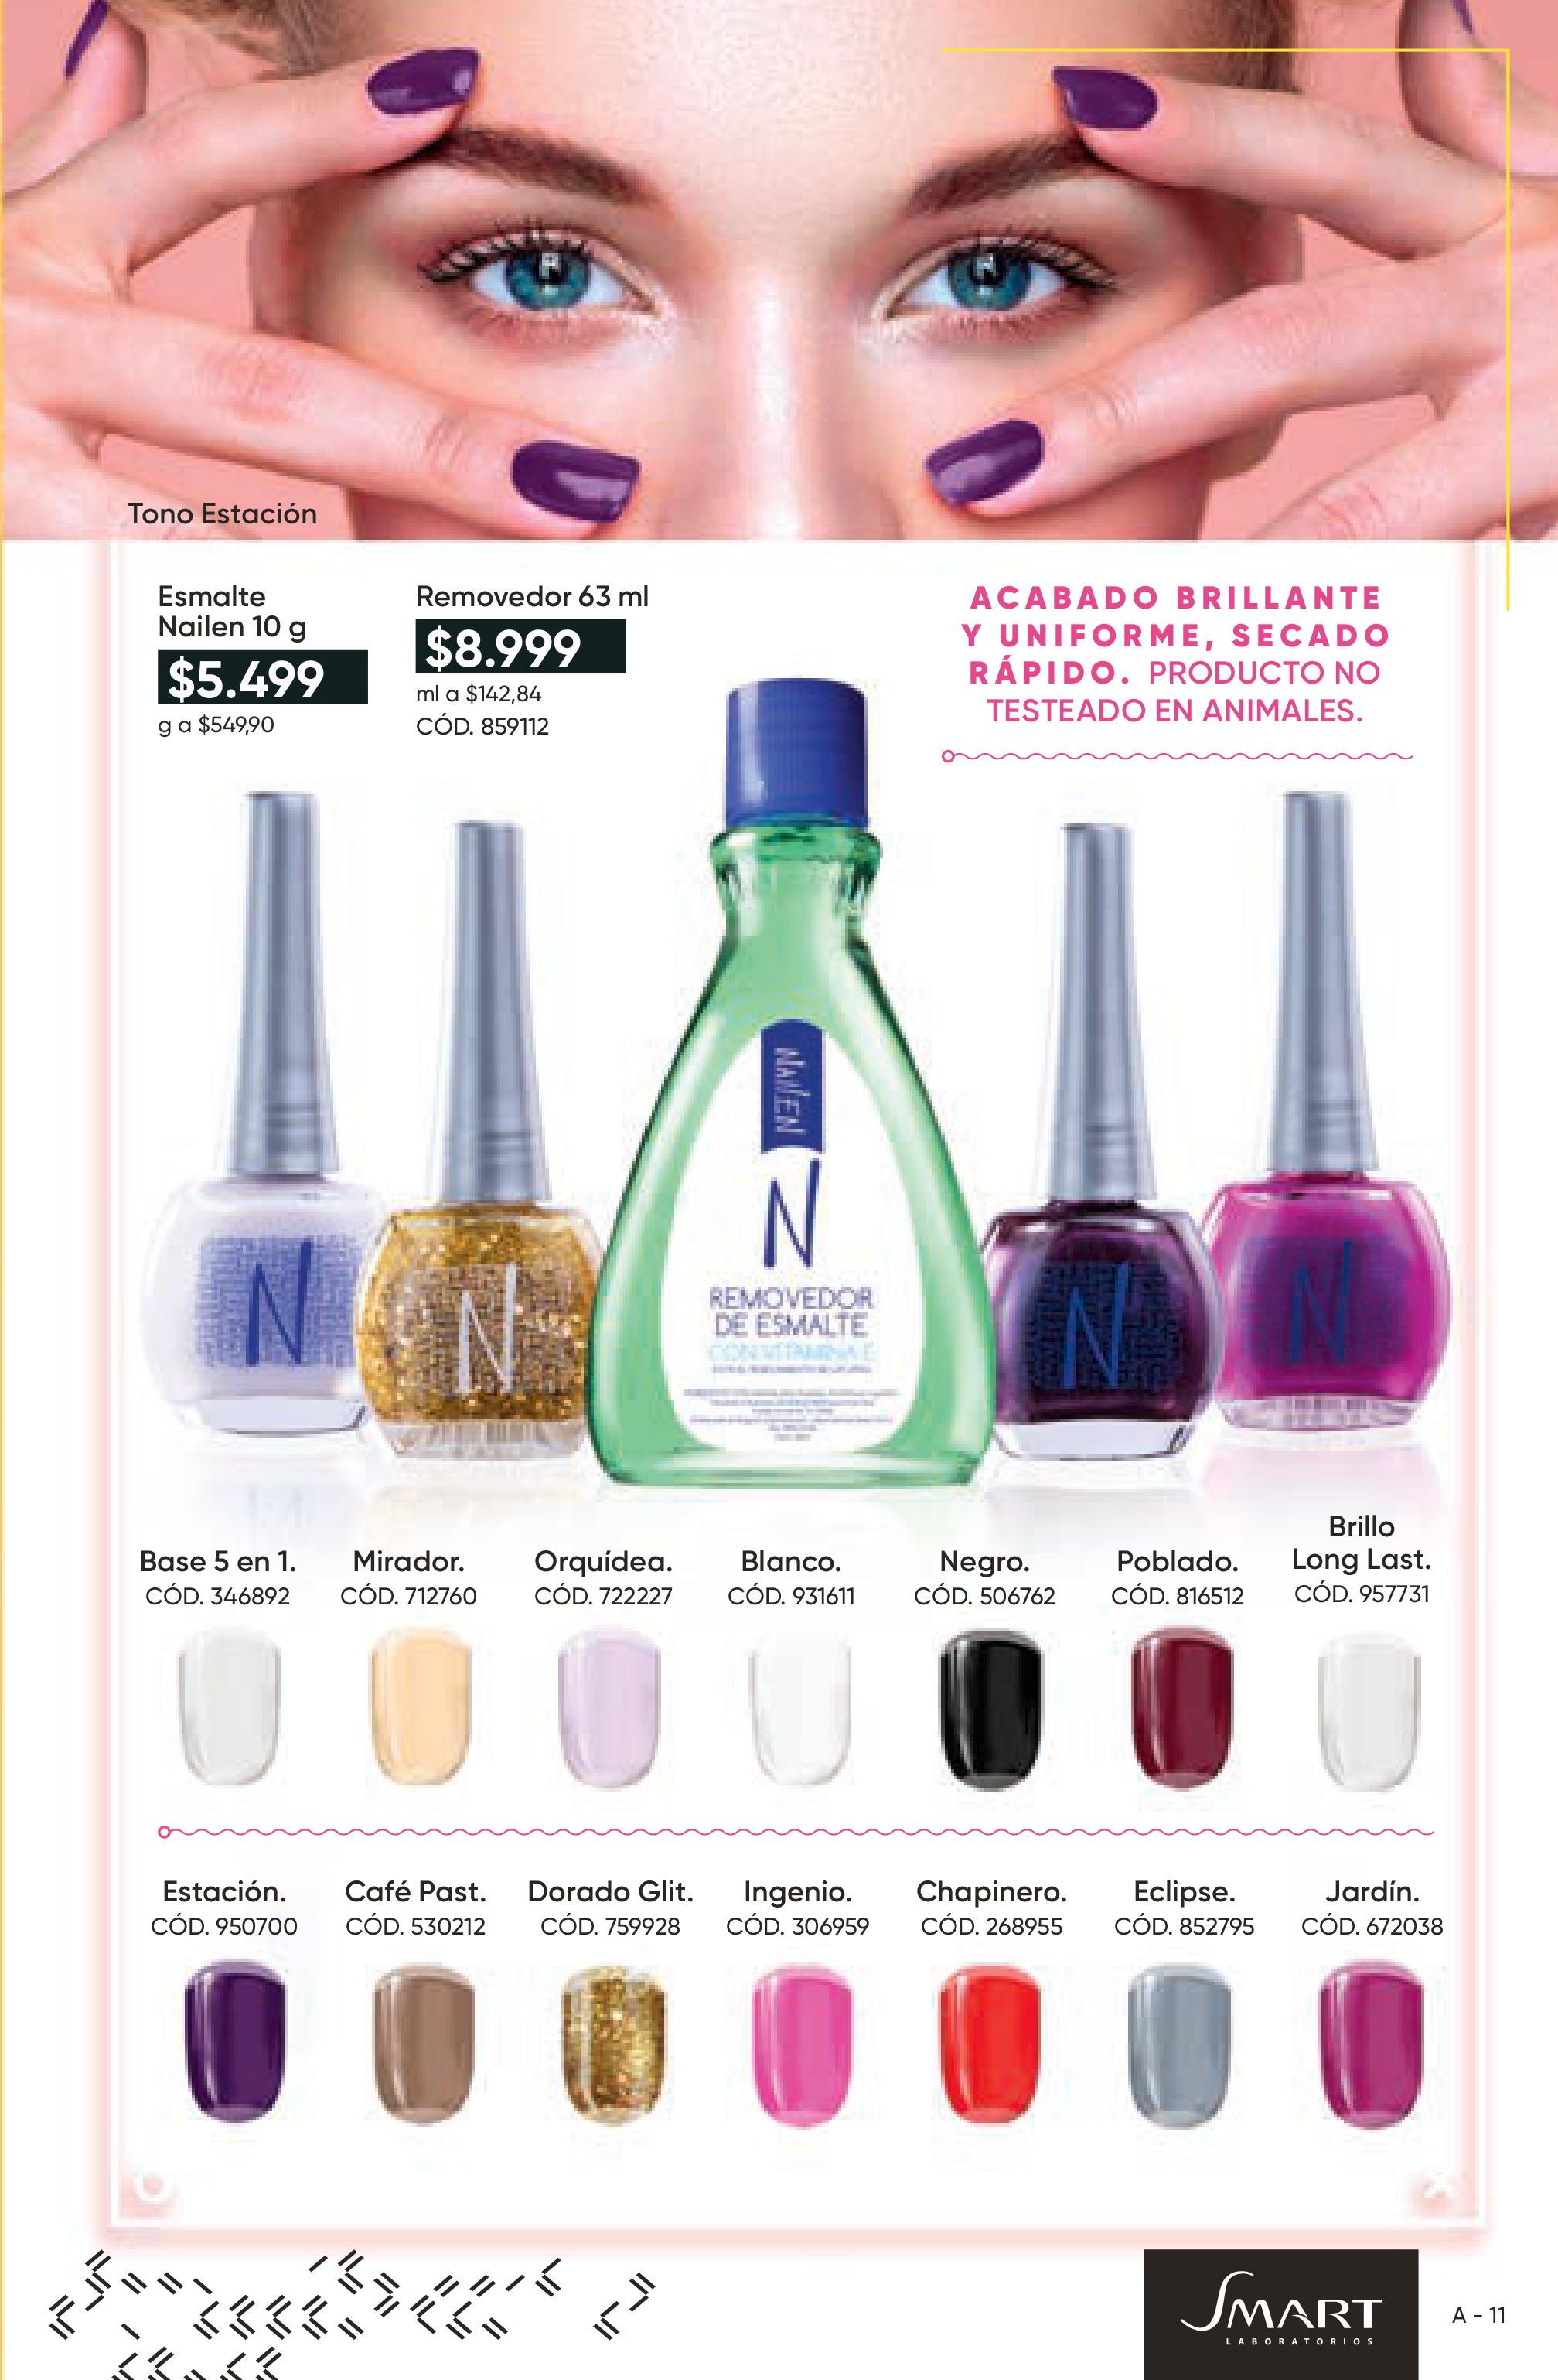 Tono Estación
Esmalte
Nailen 10 g
$5.499
g a $549,90
Removedor 63 ml
$8.999
ml a $142,84
CÓD. 859112
ACABADO BRILLANTE
Y UNIFORME, SECADO
RÁPIDO. PRODUCTO NO
TESTEADO EN ANIMALES.
NAILEN
N
REMOVEDOR
DE ESMALTE
CON VITAMINA E
N
N
N
N
Base 5 en 1.
CÓD. 346892
Mirador.
CÓD. 712760
Orquídea.
CÓD. 722227
Blanco.
CÓD. 931611
Negro.
CÓD. 506762
Poblado.
CÓD. 816512
Brillo
Long Last.
CÓD. 957731
Estación.
CÓD. 950700
Café Past.
CÓD. 530212
Dorado Glit.
CÓD. 759928
Ingenio.
CÓD. 306959
Chapinero.
CÓD. 268955
Eclipse.
CÓD. 852795
Jardín.
CÓD. 672038
SMART
LABORATORIOS
A - 11